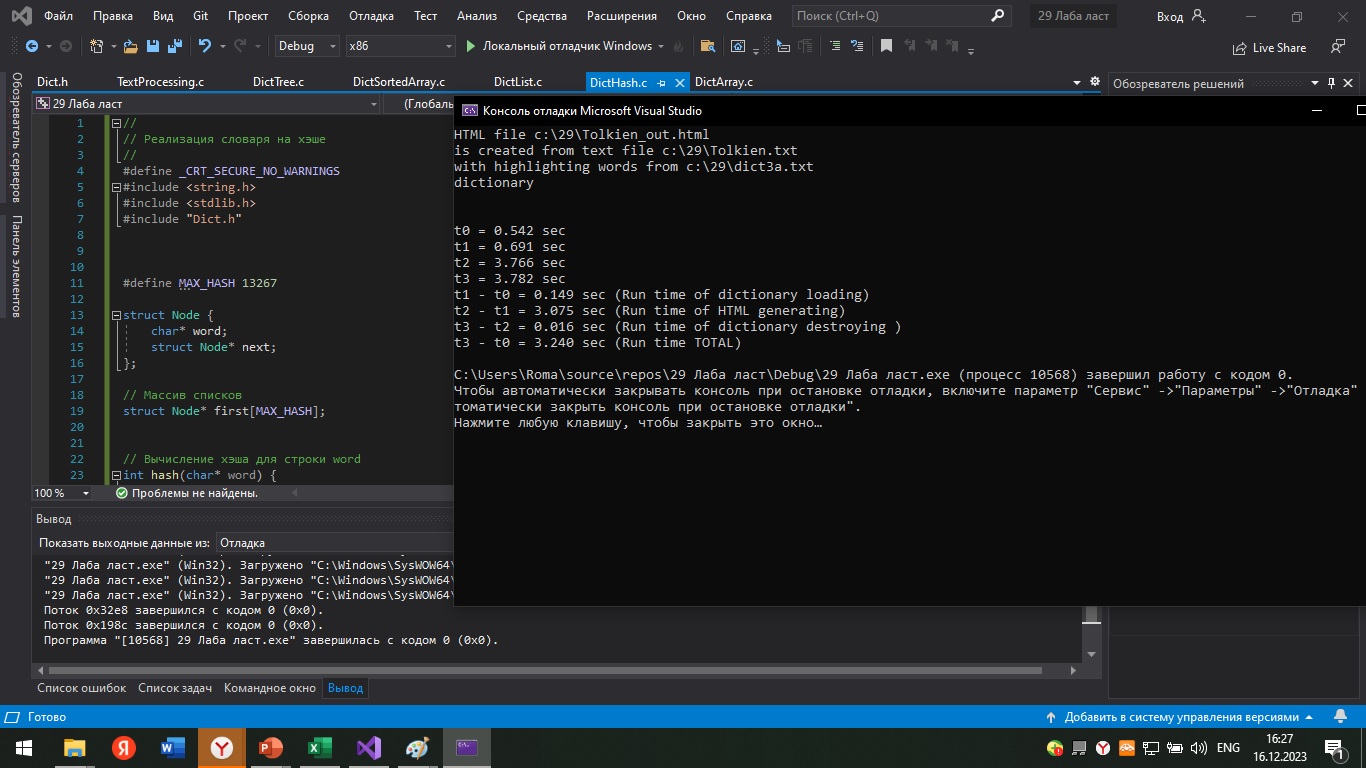 Файл Правка Вид Git Проект Сборка Отладка Тест Анализ Средства Расширения Окно Справка Поиск (Ctrl+Q) 29 Лаба ласт Вход
Debug x86 Локальный отладчик Windows Live Share
Обозреватель серверов
Панель элементов
Dict.h TextProcessing.c DictTree.c DictSortedArray.c DictList.c DictHash.c DictArray.c
Обозреватель решений
29 Лаба ласт (Глобаль
1 //
2 // Реализация словаря на хэше
3 //
4 #define _CRT_SECURE_NO_WARNINGS
5 #include <string.h>
6 #include <stdlib.h>
7 #include "Dict.h"
8
9
10
11 #define MAX_HASH 13267
12
13 struct Node {
14 char* word;
15 struct Node* next;
16 };
17
18 // Массив списков
19 struct Node* first[MAX_HASH];
20
21
22 // Вычисление хэша для строки word
23 int hash(char* word) {
100 % Проблемы не найдены.
Консоль отладки Microsoft Visual Studio
HTML file c:\29\Tolkien_out.html
is created from text file c:\29\Tolkien.txt
with highlighting words from c:\29\dict3a.txt
dictionary
t0 = 0.542 sec
t1 = 0.691 sec
t2 = 3.766 sec
t3 = 3.782 sec
t1 - t0 = 0.149 sec (Run time of dictionary loading)
t2 - t1 = 3.075 sec (Run time of HTML generating)
t3 - t2 = 0.016 sec (Run time of dictionary destroying )
t3 - t0 = 3.240 sec (Run time TOTAL)
C:\Users\Roma\source\repos\29 Лаба ласт\Debug\29 Лаба ласт.exe (процесс 10568) завершил работу с кодом 0.
Чтобы автоматически закрывать консоль при остановке отладки, включите параметр "Сервис" ->"Параметры" ->"Отладка"
томатически закрыть консоль при остановке отладки".
Нажмите любую клавишу, чтобы закрыть это окно…
Вывод
Показать выходные данные из: Отладка
"29 Лаба ласт.exe" (Win32). Загружено "C:\Windows\SysWOW64\
"29 Лаба ласт.exe" (Win32). Загружено "C:\Windows\SysWOW64\
"29 Лаба ласт.exe" (Win32). Загружено "C:\Windows\SysWOW64\
Поток 0x32e8 завершился с кодом 0 (0x0).
Поток 0x198c завершился с кодом 0 (0x0).
Программа "[10568] 29 Лаба ласт.exe" завершилась с кодом 0 (0x0).
Список ошибок Список задач Командное окно Вывод
Готово Добавить в систему управления версиями
ENG 16:27
16.12.2023